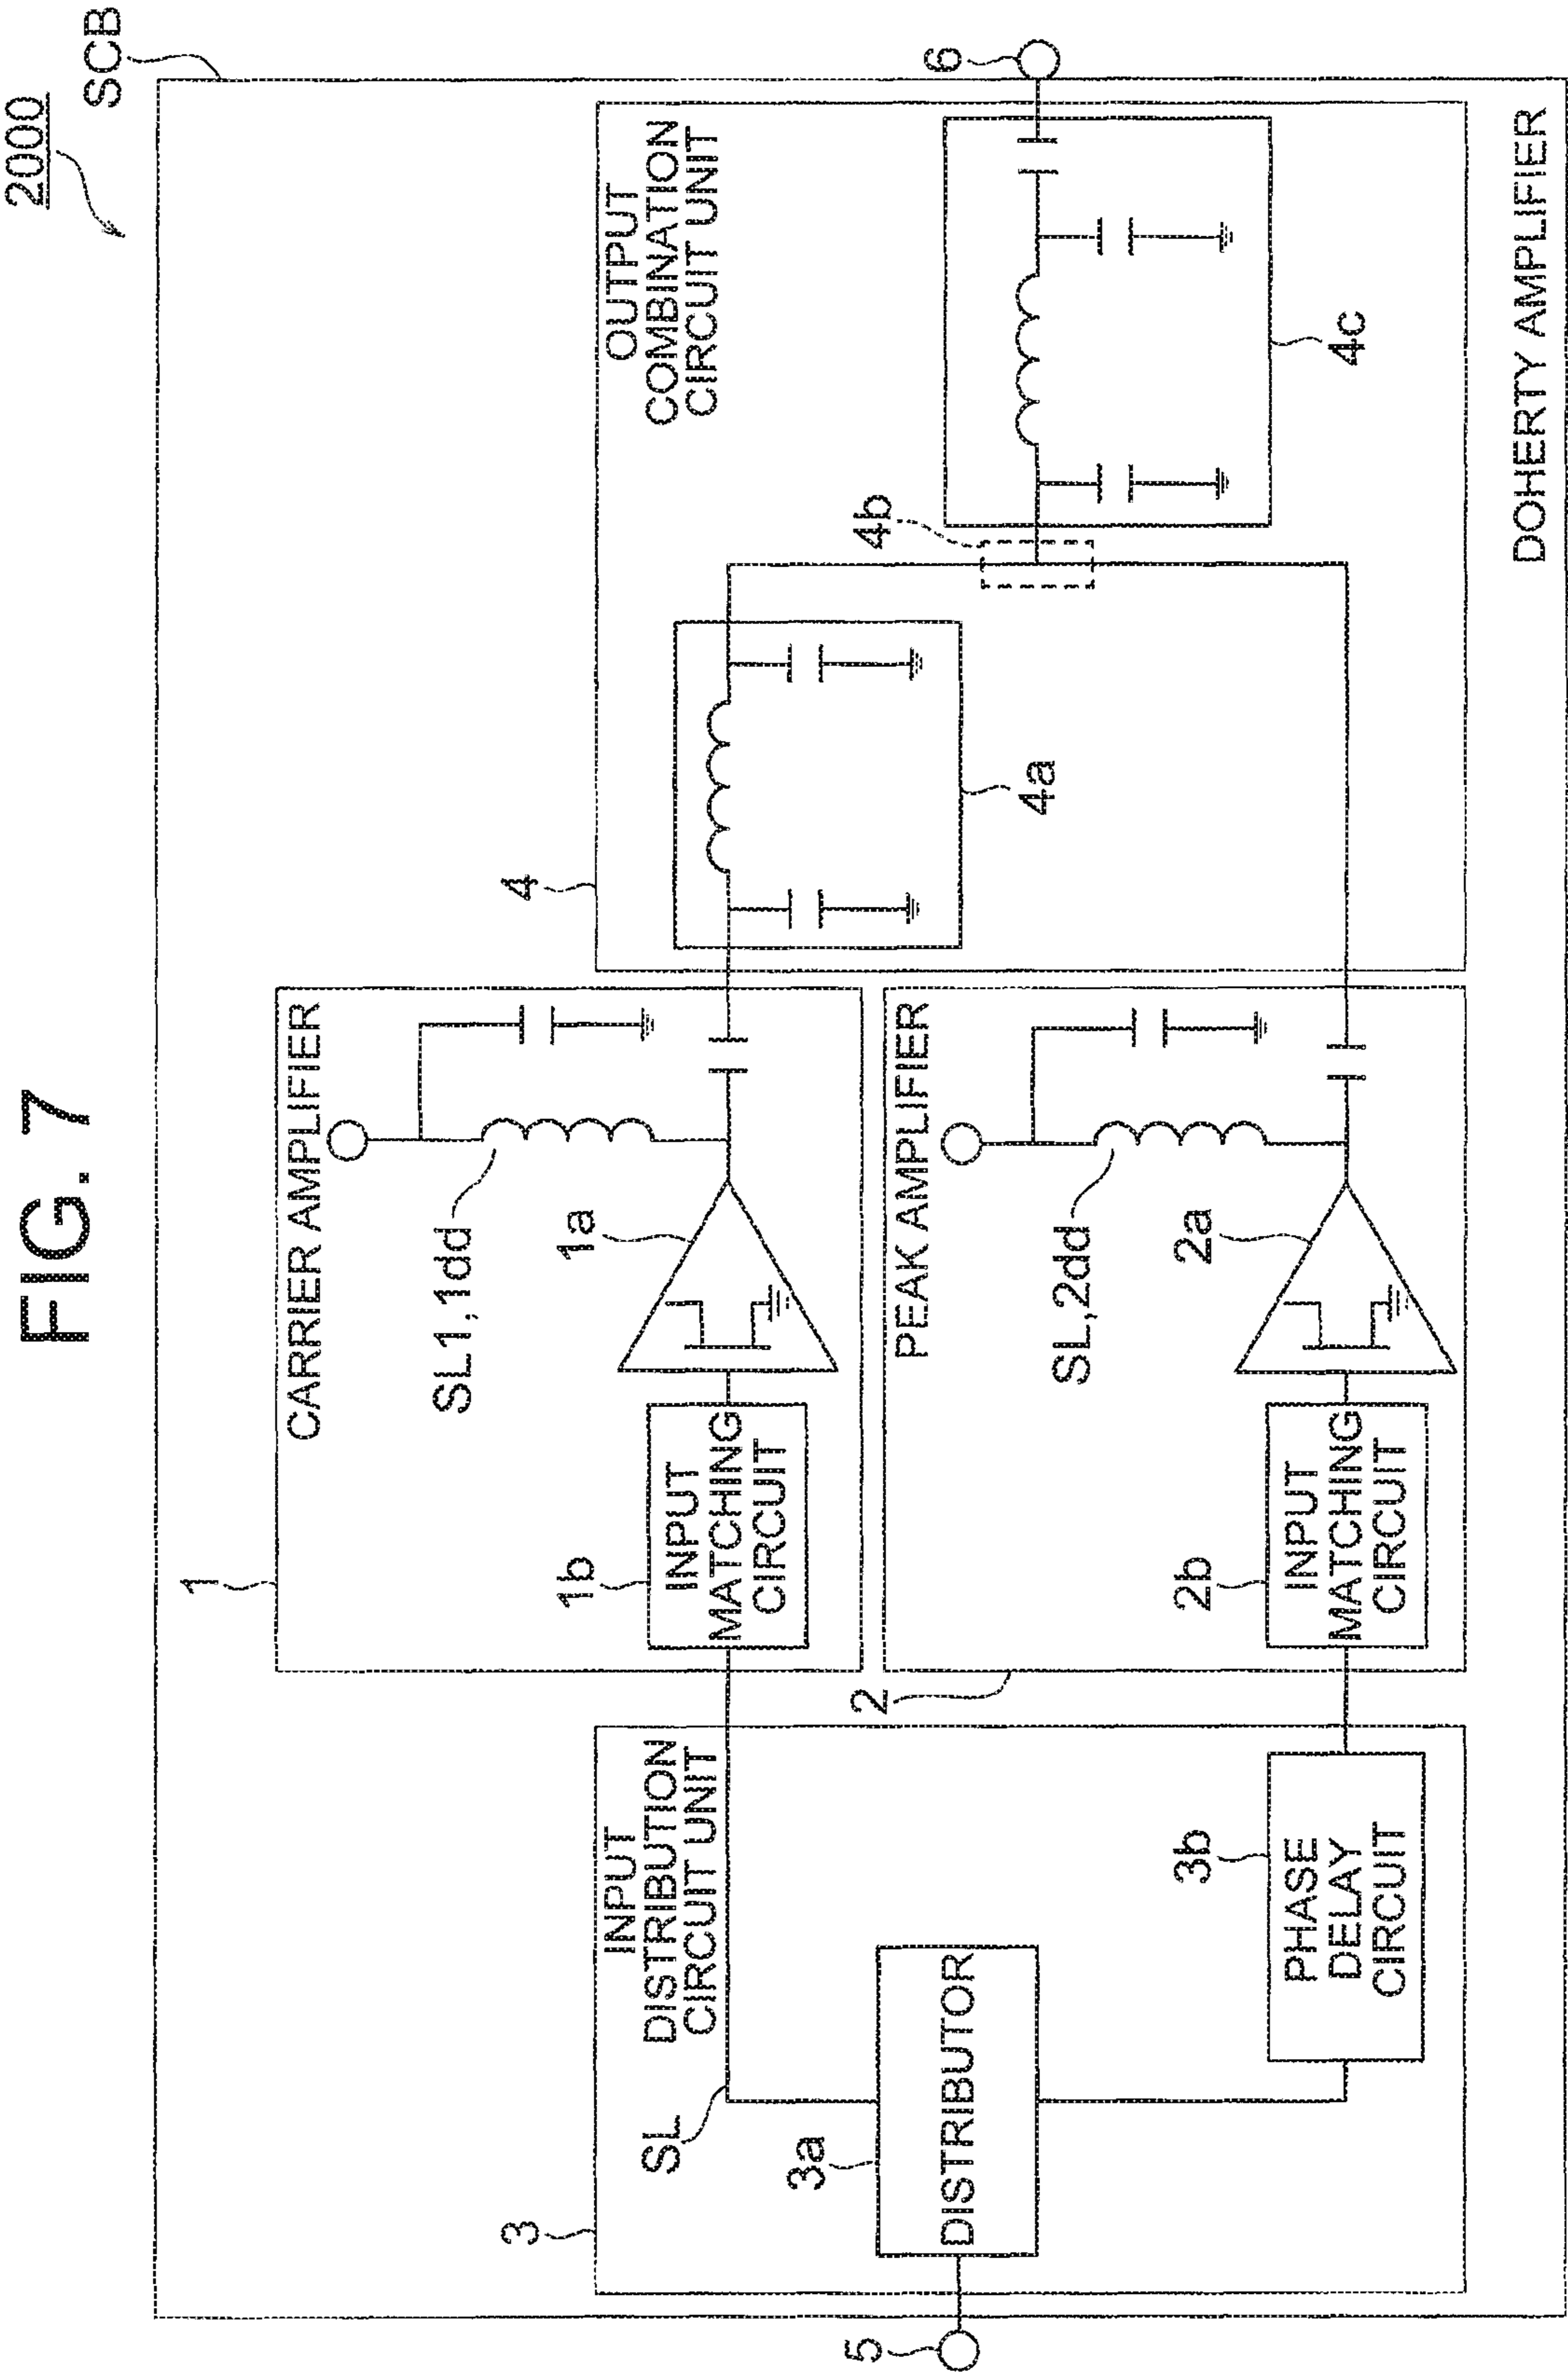 FIG. 7
2000
SCB
1
CARRIER AMPLIFIER
SL1,1dd
1a
1b
INPUT
MATCHING
CIRCUIT
2
PEAK AMPLIFIER
SL,2dd
2a
2b
INPUT
MATCHING
CIRCUIT
3
INPUT
DISTRIBUTION
CIRCUIT UNIT
SL
3a
DISTRIBUTOR
3b
PHASE
DELAY
CIRCUIT
5
4
OUTPUT
COMBINATION
CIRCUIT UNIT
4a
4b
4c
6
DOHERTY AMPLIFIER